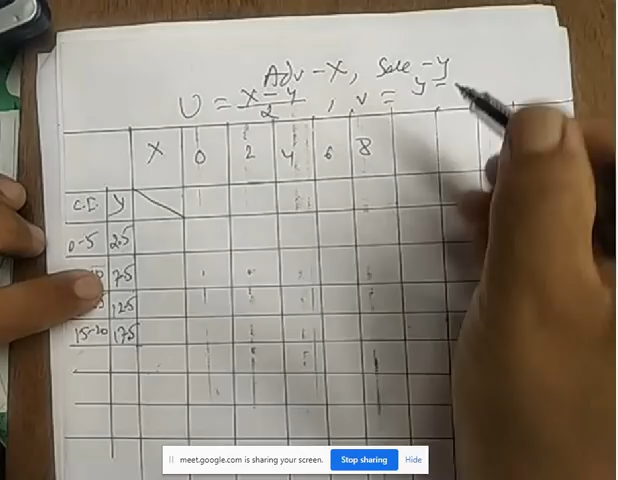 Adv - X, Sale - y
U = X - 4 / 2 , v = y -
X 0 2 4 6 8
C.I. y
0-5 2.5
7.5
12.5
15-20 17.5
meet.google.com is sharing your screen. Stop sharing Hide